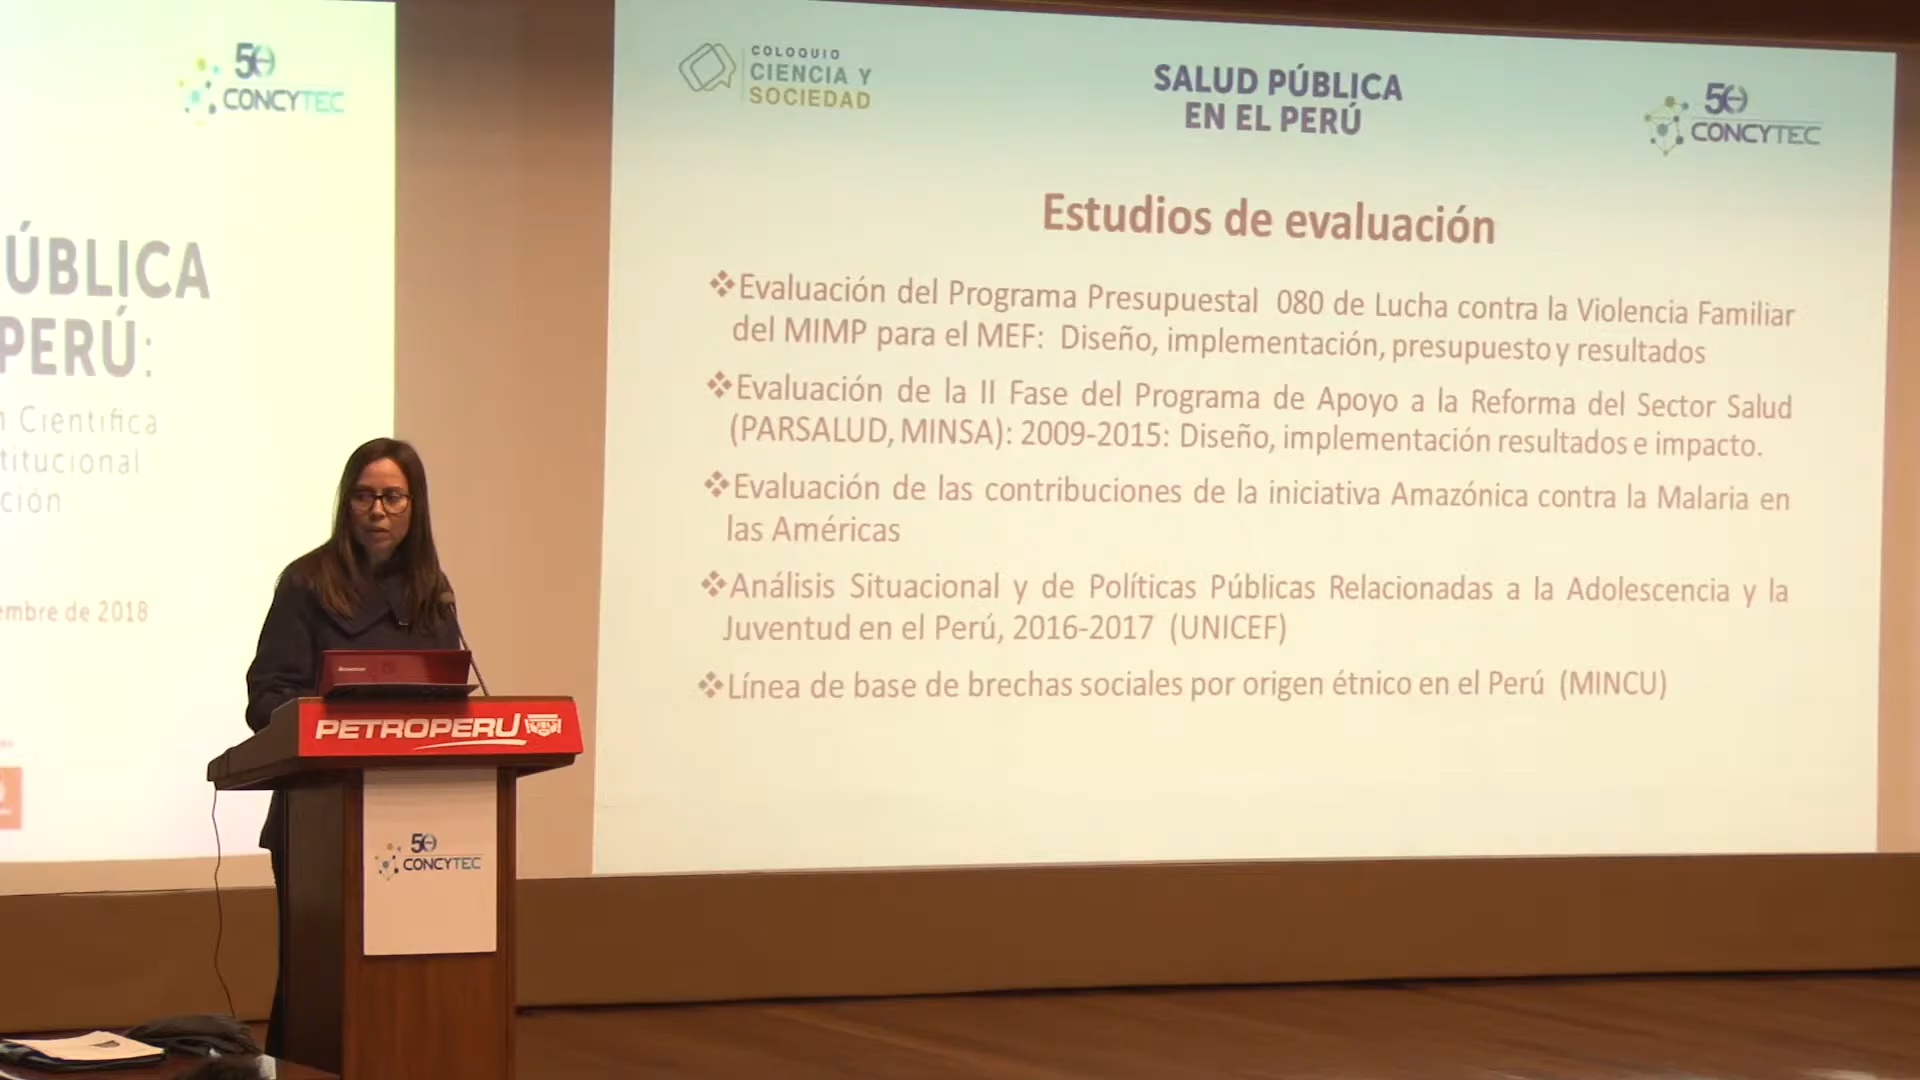 50
CONCYTEC
ÚBLICA
PERÚ:
n Científica
titucional
ción
embre de 2018
COLOQUIO
CIENCIA Y
SOCIEDAD
SALUD PÚBLICA
EN EL PERÚ
50
CONCYTEC
Estudios de evaluación
❖Evaluación del Programa Presupuestal 080 de Lucha contra la Violencia Familiar
del MIMP para el MEF: Diseño, implementación, presupuesto y resultados
❖Evaluación de la II Fase del Programa de Apoyo a la Reforma del Sector Salud
(PARSALUD, MINSA): 2009-2015: Diseño, implementación resultados e impacto.
❖Evaluación de las contribuciones de la iniciativa Amazónica contra la Malaria en
las Américas
❖Análisis Situacional y de Políticas Públicas Relacionadas a la Adolescencia y la
Juventud en el Perú, 2016-2017 (UNICEF)
❖Línea de base de brechas sociales por origen étnico en el Perú (MINCU)
PETROPERU
50
CONCYTEC